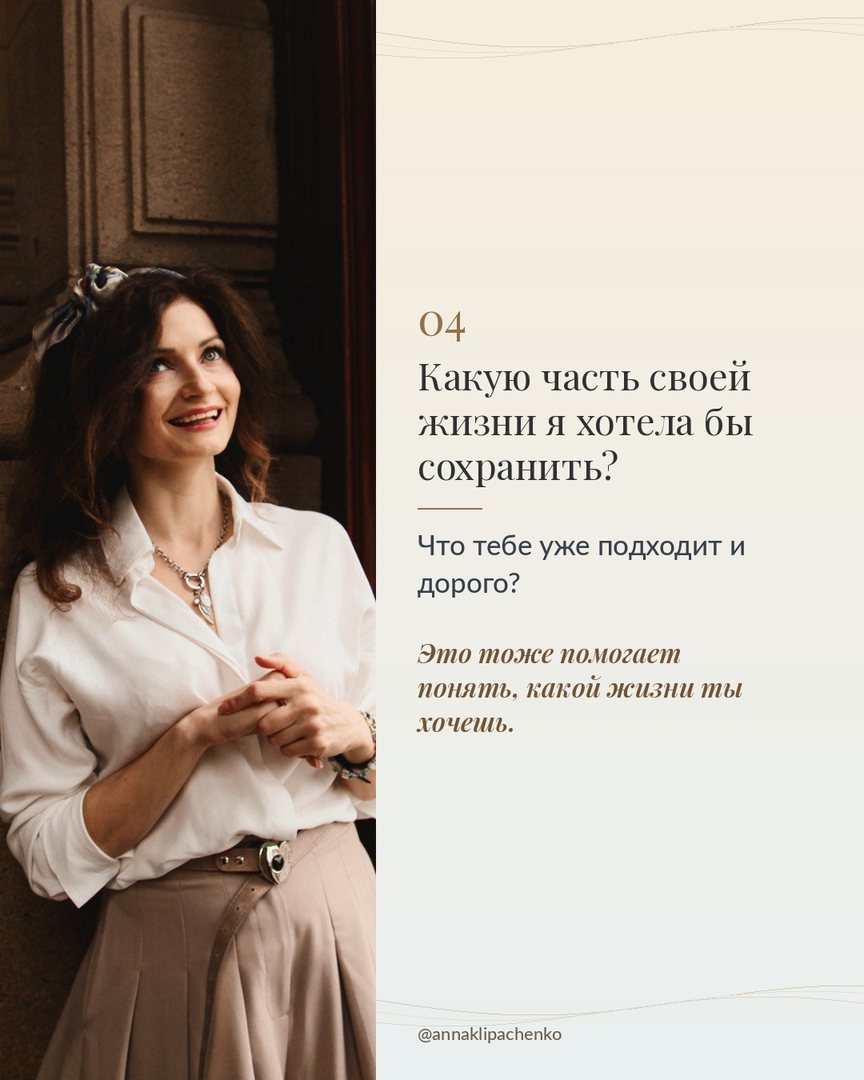 04
Какую часть своей
жизни я хотела бы
сохранить?
Что тебе уже подходит и
дорого?
Это тоже помогает
понять, какой жизни ты
хочешь.
@annaklipachenko